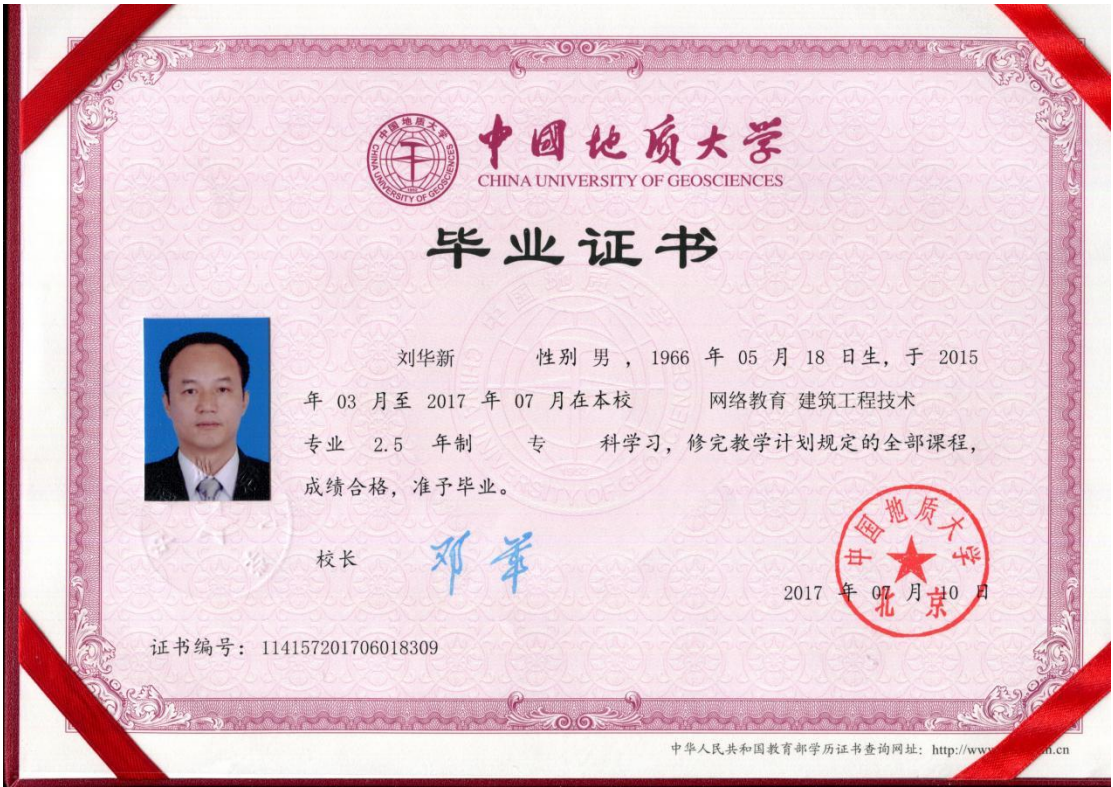 中國地质大学
CHINA UNIVERSITY OF GEOSCIENCES
毕业证书
刘华新 性别 男 ，1966 年 05 月 18 日生，于 2015
年 03 月至 2017 年 07 月在本校 网络教育 建筑工程技术
专业 2.5 年制 专 科学习，修完教学计划规定的全部课程，
成绩合格，准予毕业。
校长 邓军
中国地质大学
北京
2017 年 07 月 10 日
证书编号：114157201706018309
中华人民共和国教育部学历证书查询网址：http://www
n.cn